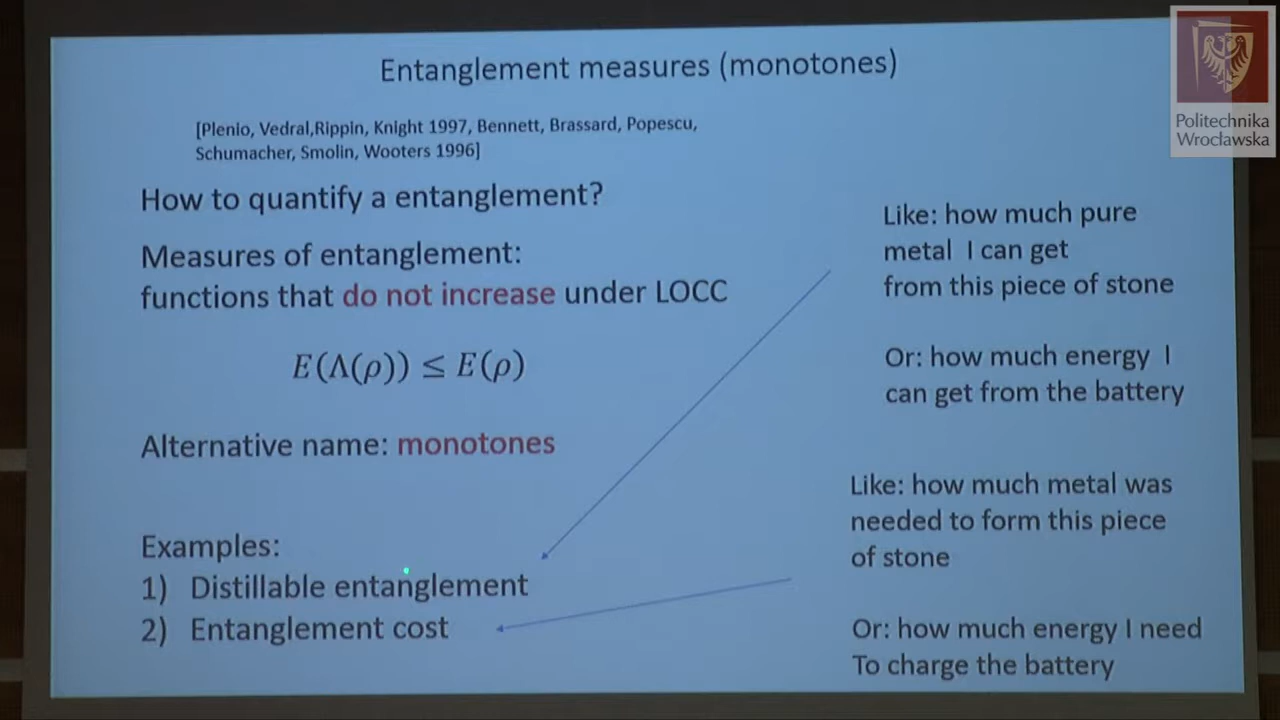 Entanglement measures (monotones)
[Plenio, Vedral,Rippin, Knight 1997, Bennett, Brassard, Popescu,
Schumacher, Smolin, Wooters 1996]
How to quantify a entanglement?
Measures of entanglement:
functions that do not increase under LOCC
E(Λ(ρ)) ≤ E(ρ)
Alternative name: monotones
Examples:
1) Distillable entanglement
2) Entanglement cost
Like: how much pure
metal I can get
from this piece of stone
Or: how much energy I
can get from the battery
Like: how much metal was
needed to form this piece
of stone
Or: how much energy I need
To charge the battery
Politechnika
Wrocławska